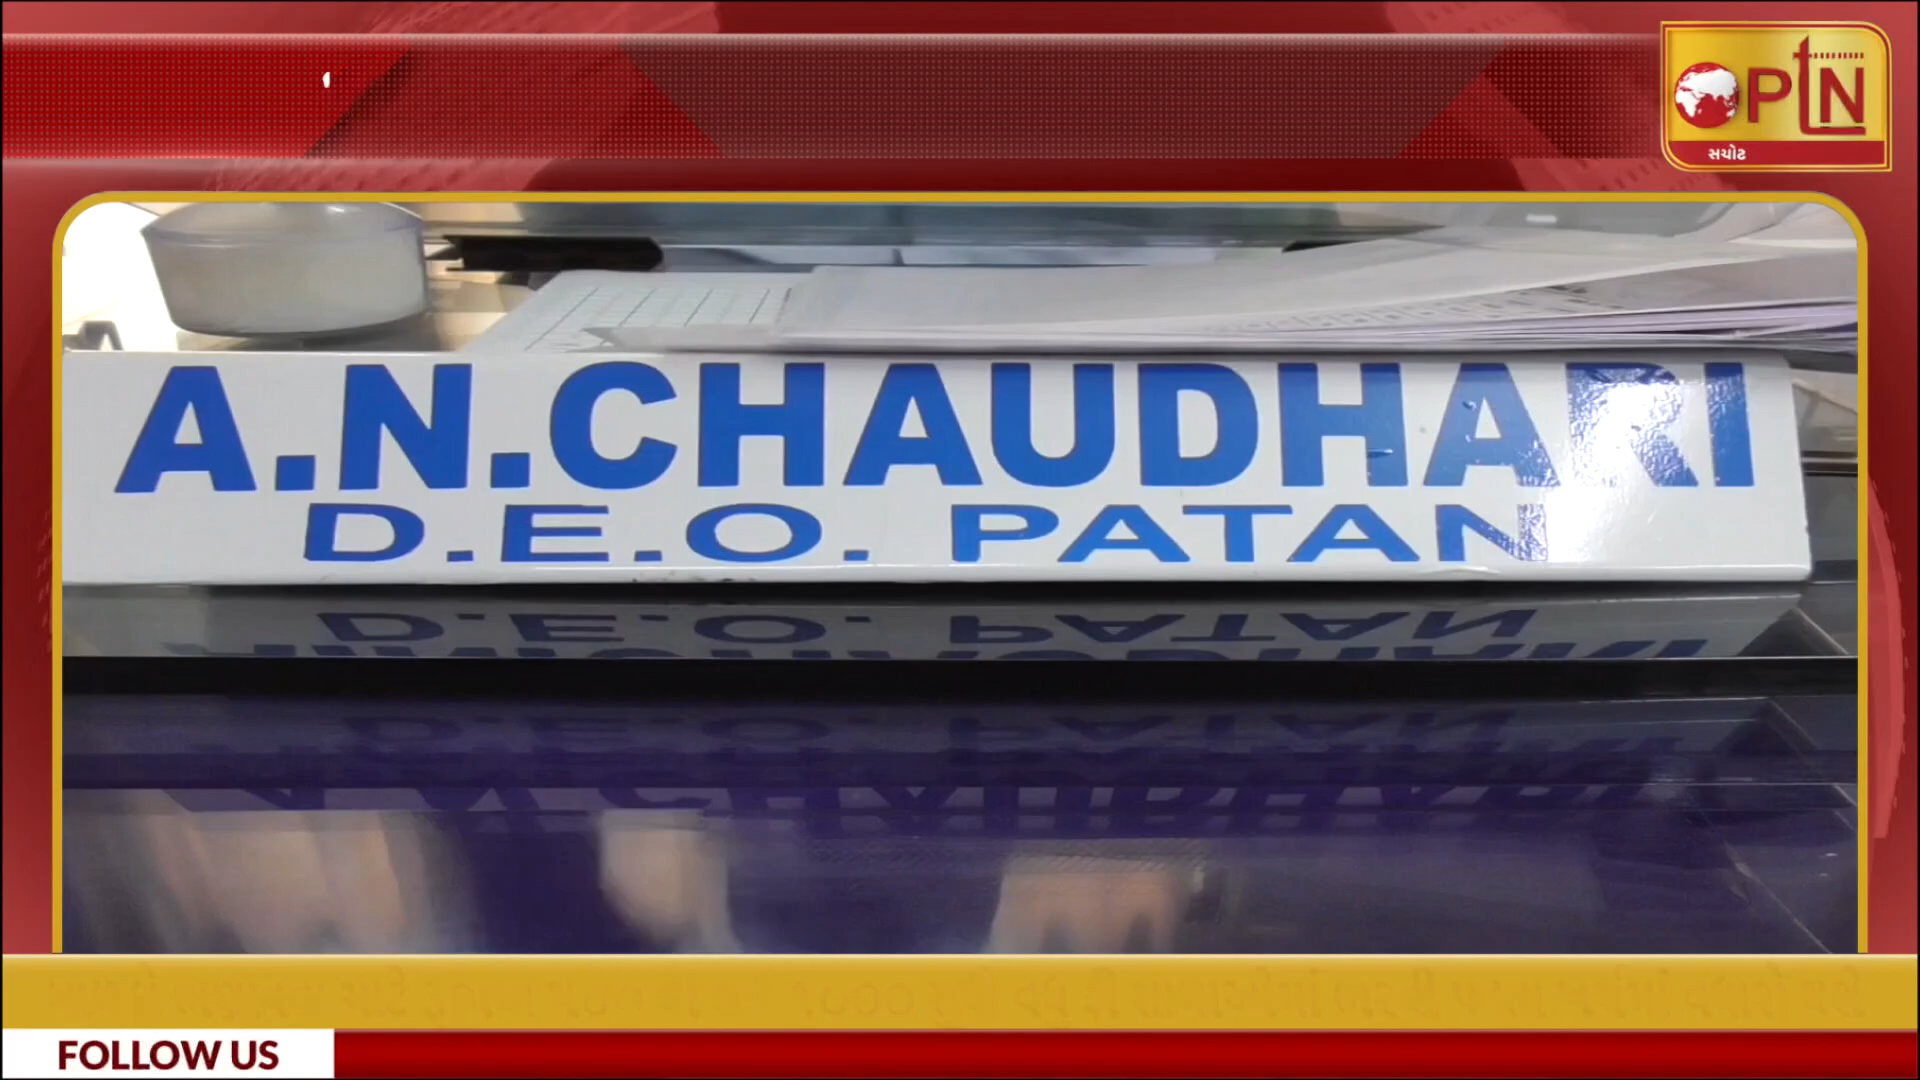 PTN
સચોટ
A.N.CHAUDHARI
D.E.O. PATAN
FOLLOW US